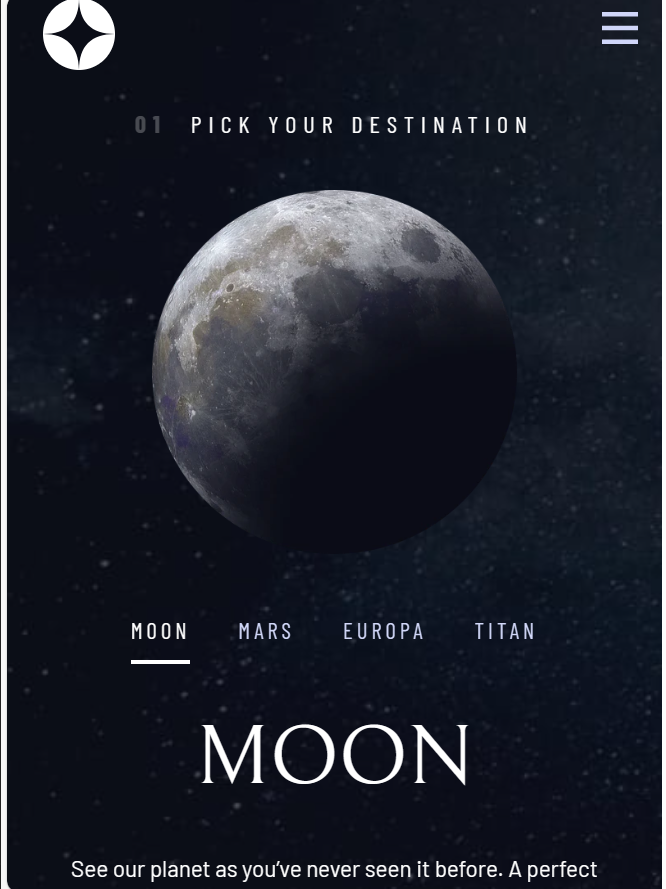 01 PICK YOUR DESTINATION
MOON MARS EUROPA TITAN
MOON
See our planet as you’ve never seen it before. A perfect